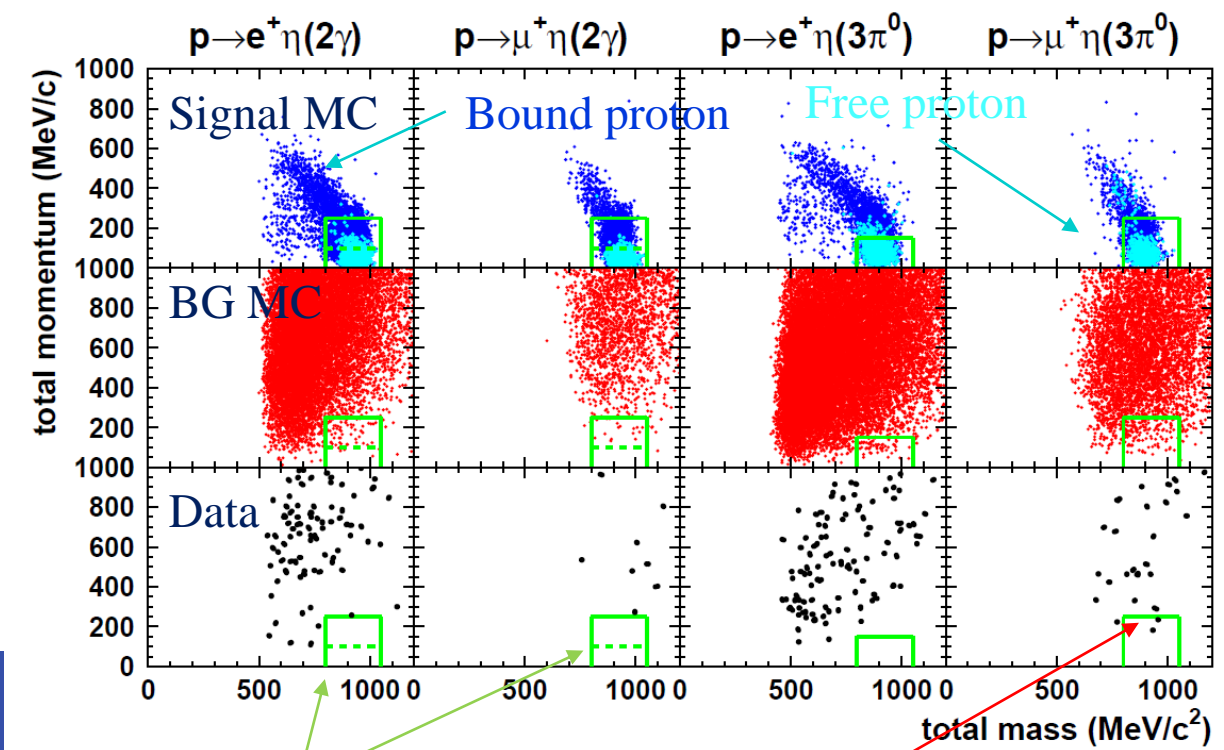 p→e⁺η(2γ) p→μ⁺η(2γ) p→e⁺η(3π⁰) p→μ⁺η(3π⁰)
total momentum (MeV/c)
1000
Signal MC Bound proton Free proton
800
600
400
200
1000
BG MC
800
600
400
200
1000
Data
800
600
400
200
0
0 500 1000 0 500 1000 0 500 1000 0 500 1000
total mass (MeV/c²)